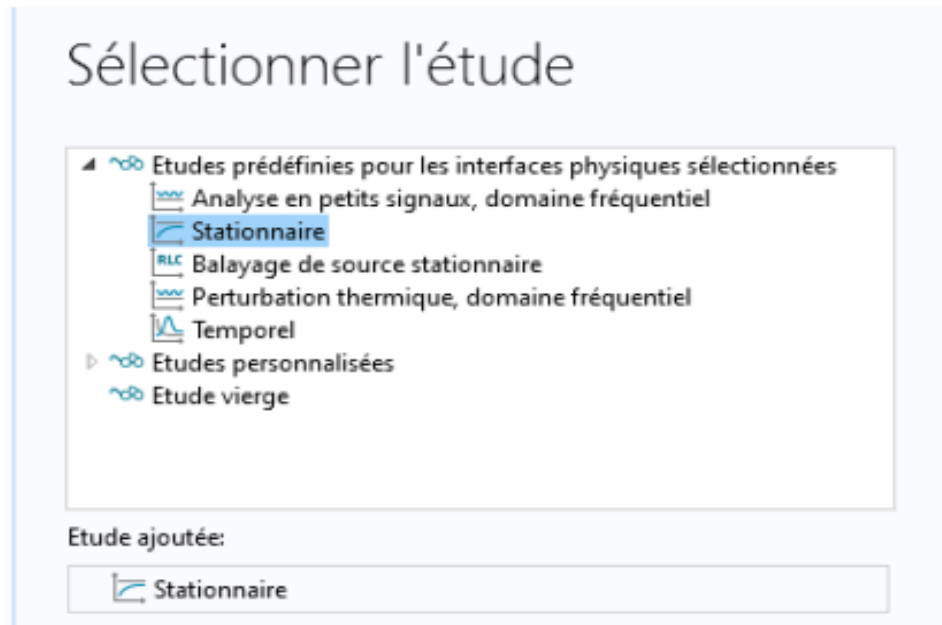 Sélectionner l'étude
Etudes prédéfinies pour les interfaces physiques sélectionnées
Analyse en petits signaux, domaine fréquentiel
Stationnaire
RLC Balayage de source stationnaire
Perturbation thermique, domaine fréquentiel
Temporel
Etudes personnalisées
Etude vierge
Etude ajoutée:
Stationnaire